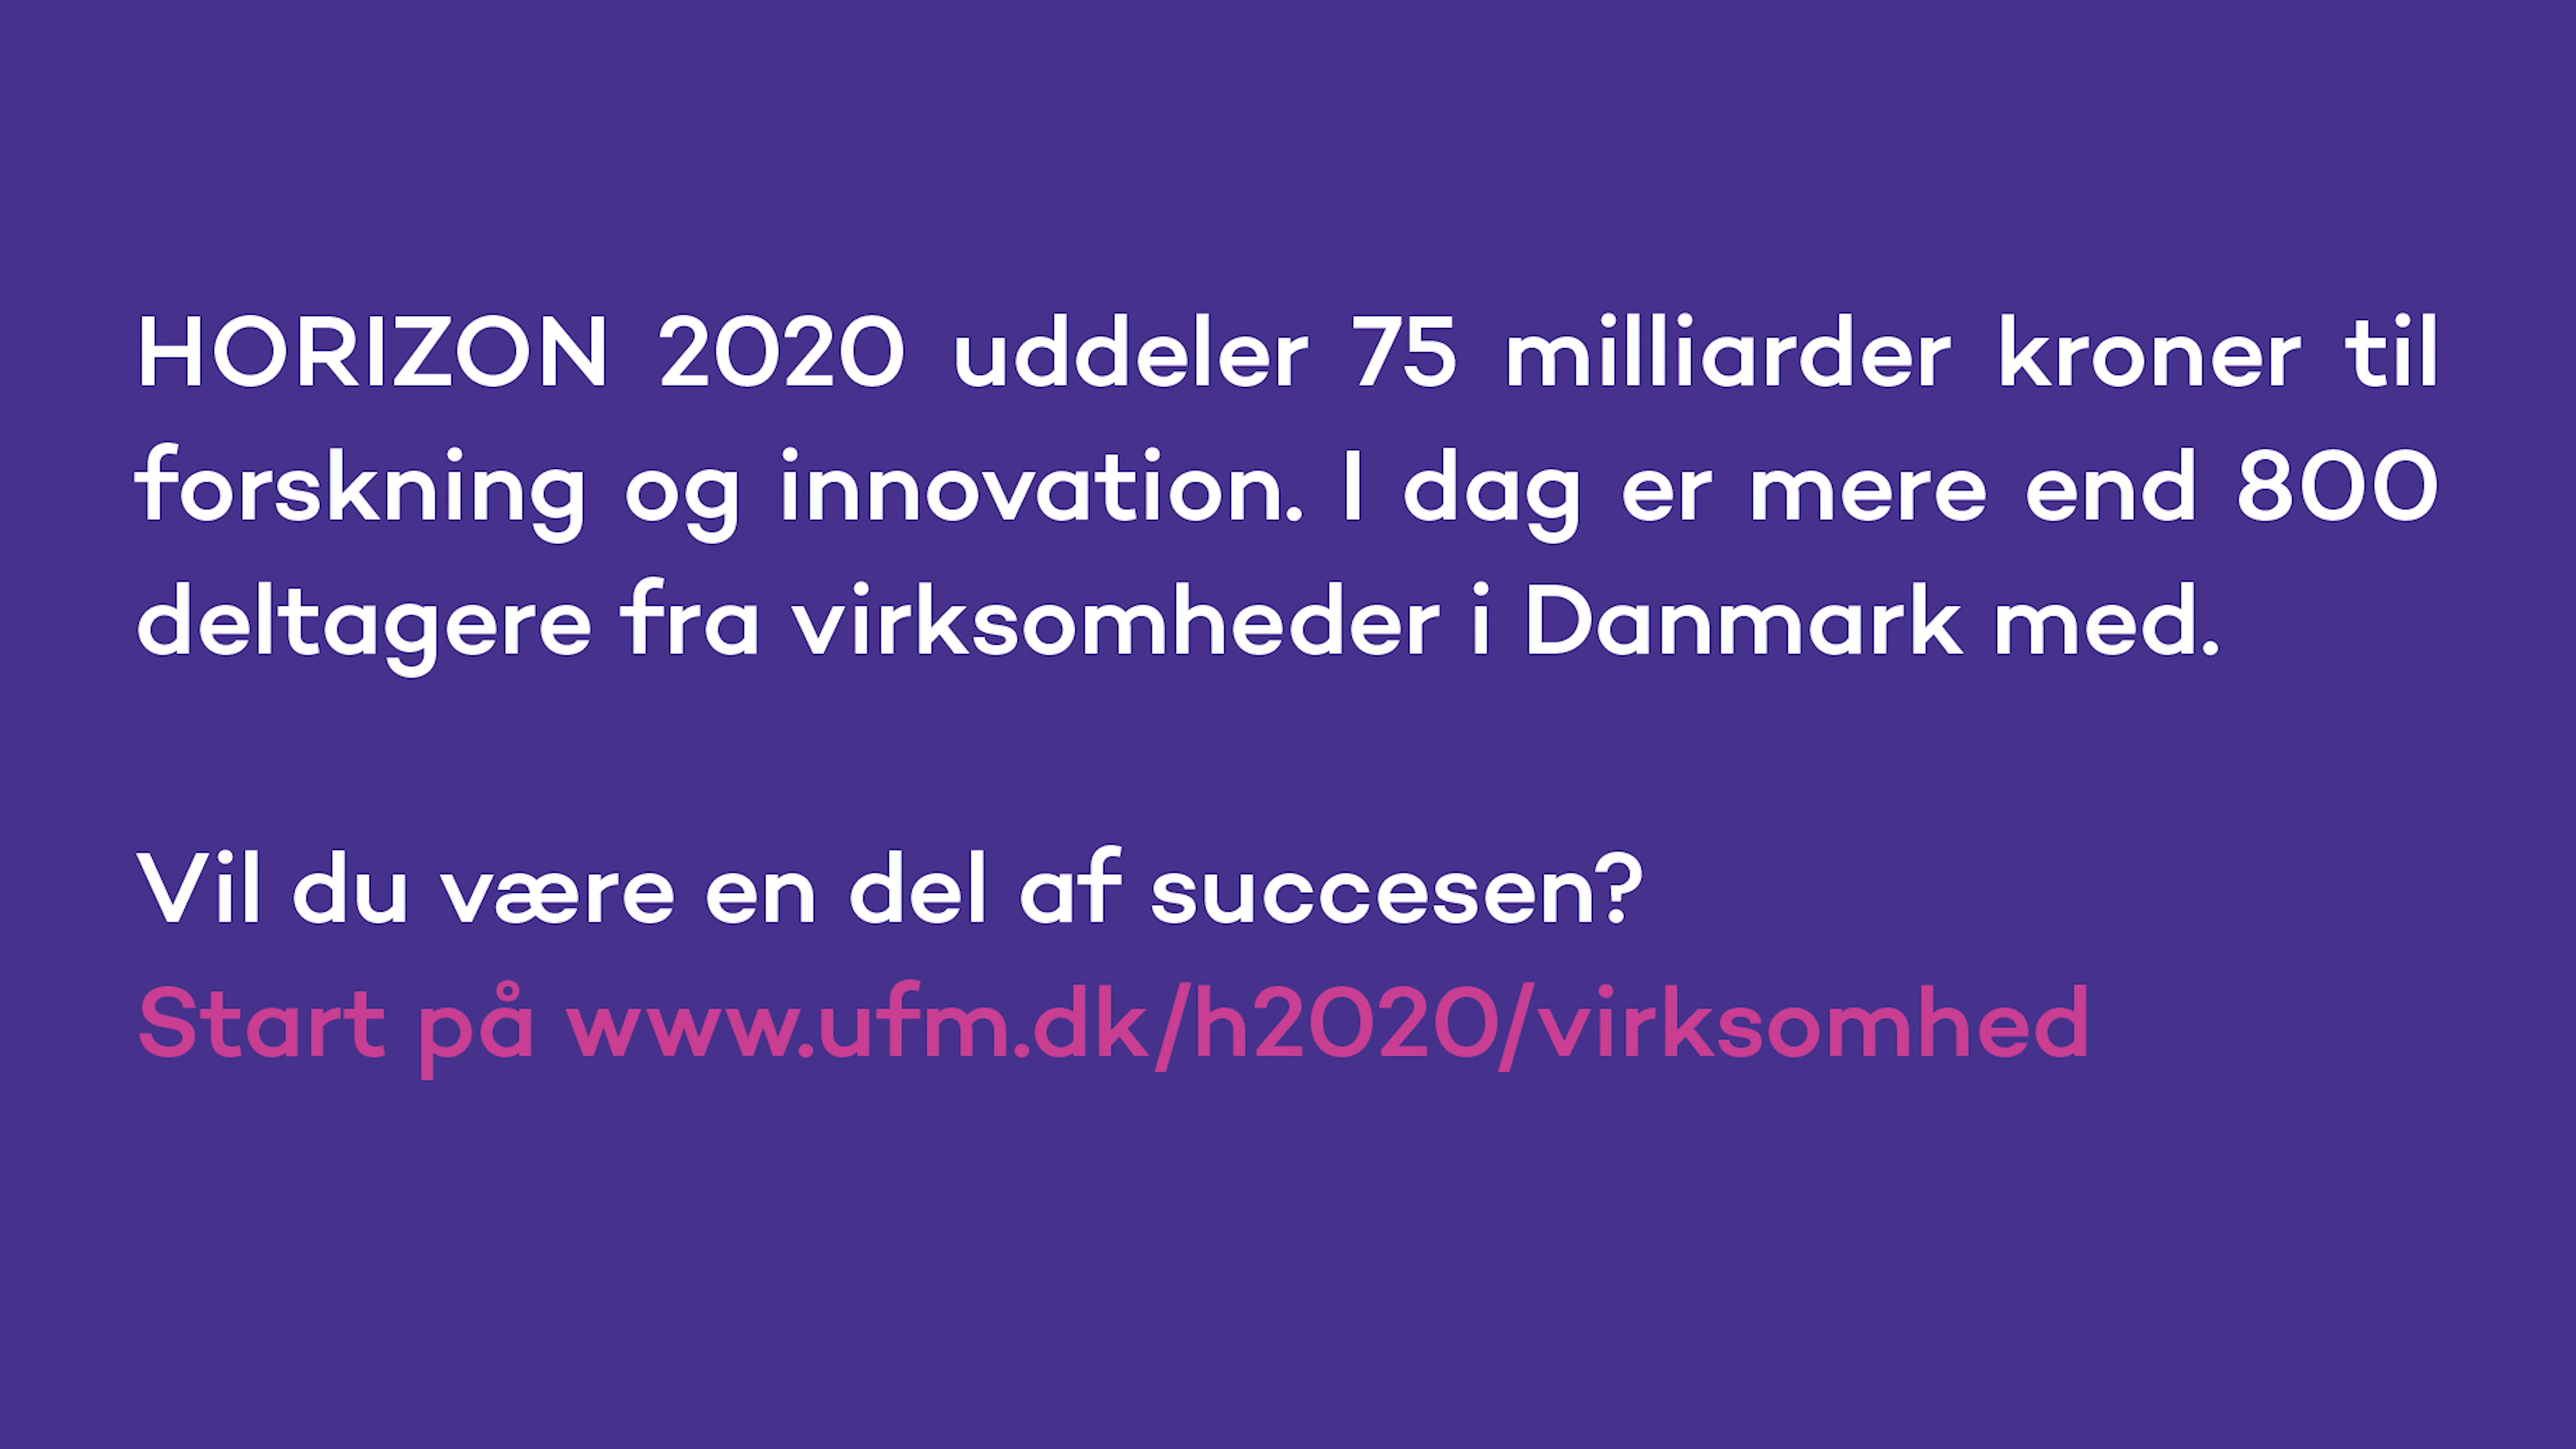 HORIZON 2020 uddeler 75 milliarder kroner til
forskning og innovation. I dag er mere end 800
deltagere fra virksomheder i Danmark med.
Vil du være en del af succesen?
Start på www.ufm.dk/h2020/virksomhed